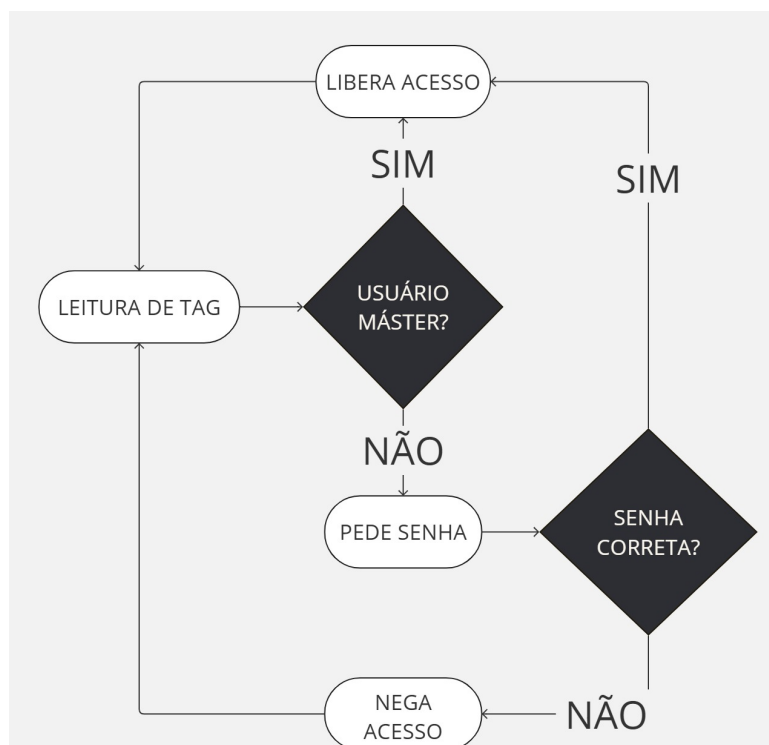 LIBERA ACESSO
SIM
SIM
LEITURA DE TAG
USUÁRIO
MÁSTER?
NÃO
PEDE SENHA
SENHA
CORRETA?
NEGA
ACESSO
NÃO